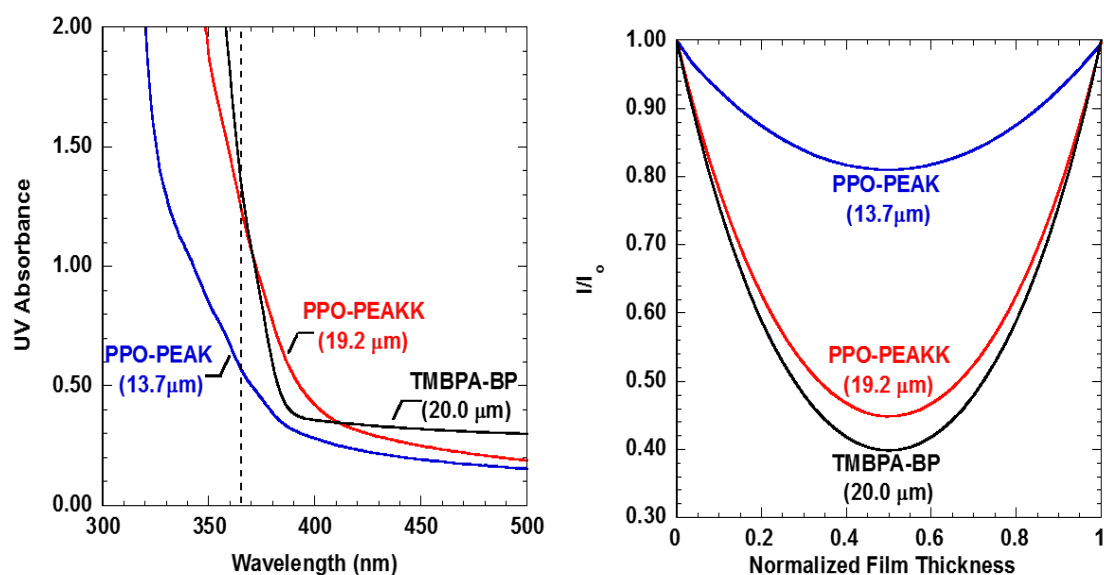 2.00
1.50
1.00
0.50
0.00
UV Absorbance
PPO-PEAKK
(19.2 μm)
PPO-PEAK
(13.7μm)
TMBPA-BP
(20.0 μm)
300
350
400
450
500
Wavelength (nm)
1.00
0.90
0.80
0.70
0.60
0.50
0.40
0.30
I/Io
PPO-PEAK
(13.7μm)
PPO-PEAKK
(19.2 μm)
TMBPA-BP
(20.0 μm)
0
0.2
0.4
0.6
0.8
1
Normalized Film Thickness